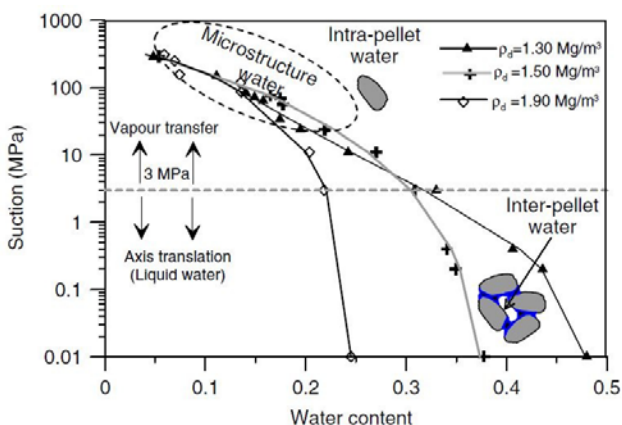 Microstructure
water
Intra-pellet
water
ρd=1.30 Mg/m³
ρd=1.50 Mg/m³
ρd=1.90 Mg/m³
1000
100
10
1
0.1
0.01
Suction (MPa)
Vapour transfer
3 MPa
Axis translation
(Liquid water)
Inter-pellet
water
0
0.1
0.2
0.3
0.4
0.5
Water content